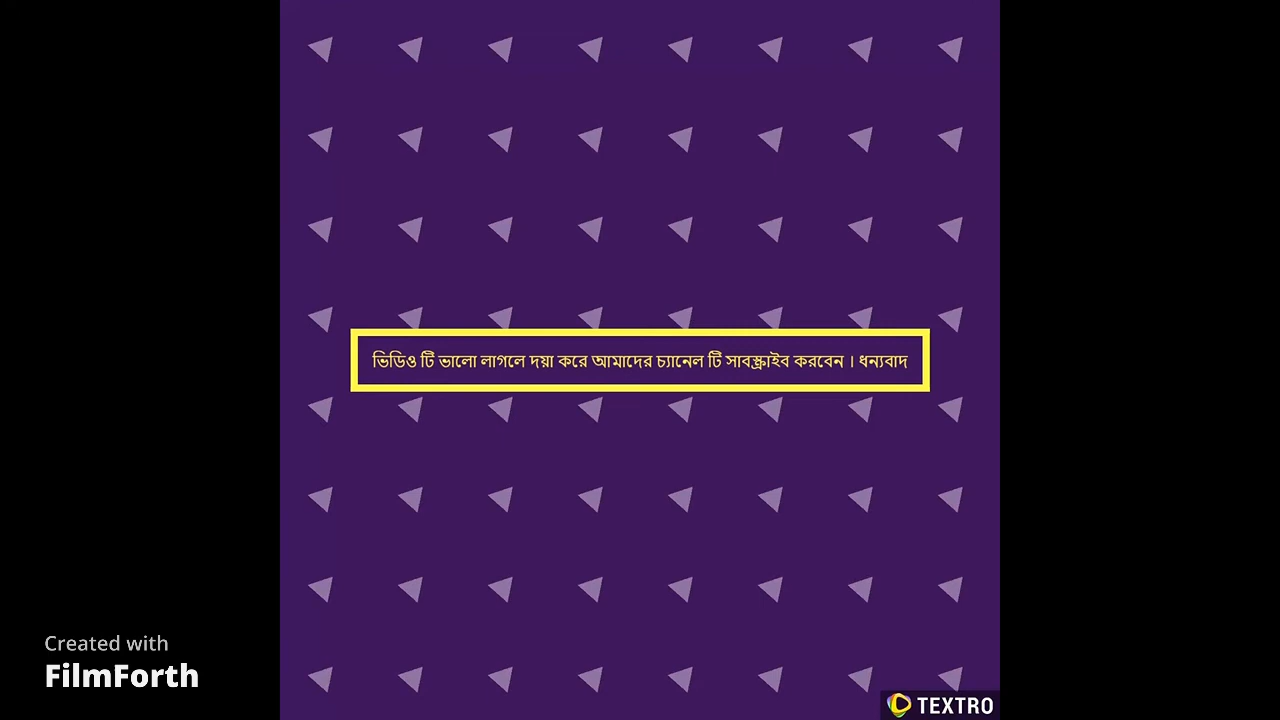 ভিডিও টি ভালো লাগলে দয়া করে আমাদের চ্যানেল টি সাবস্ক্রাইব করবেন । ধন্যবাদ
Created with
FilmForth
TEXTRO